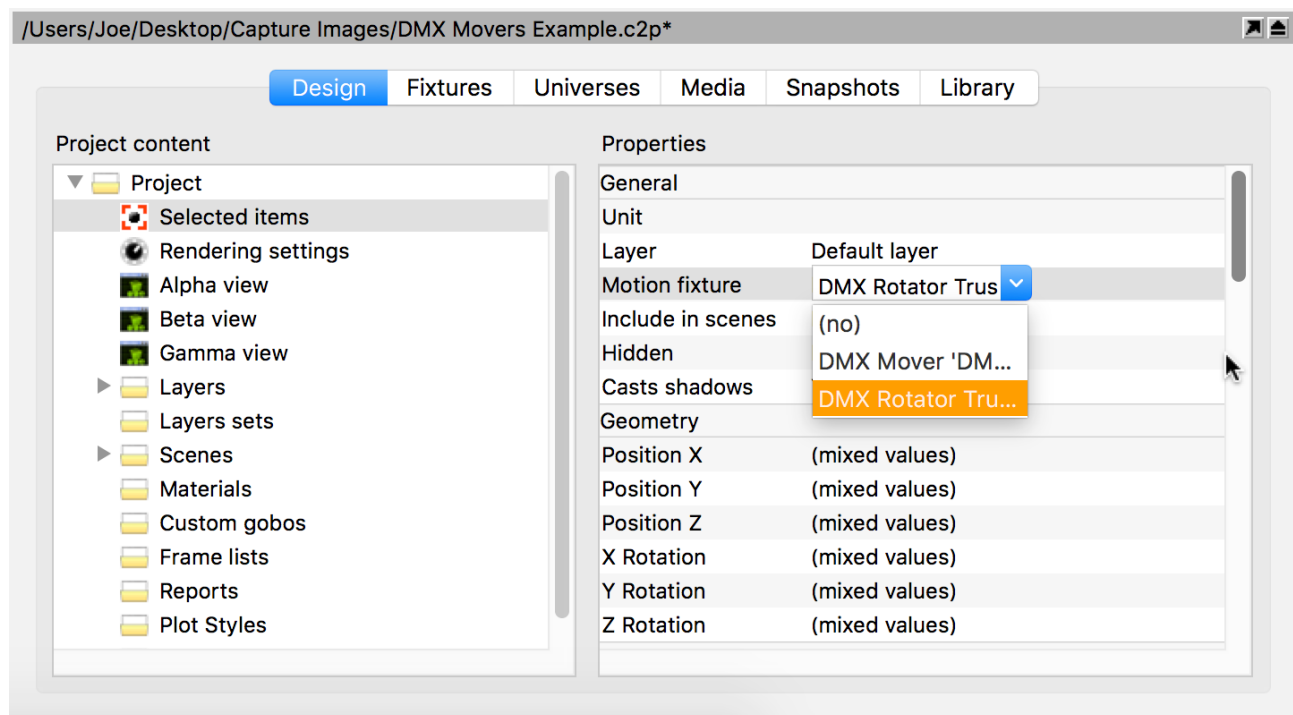 /Users/Joe/Desktop/Capture Images/DMX Movers Example.c2p*
Design Fixtures Universes Media Snapshots Library
Project content
Project
Selected items
Rendering settings
Alpha view
Beta view
Gamma view
Layers
Layers sets
Scenes
Materials
Custom gobos
Frame lists
Reports
Plot Styles
Properties
General
Unit
Layer Default layer
Motion fixture DMX Rotator Trus
Include in scenes
(no)
Hidden
DMX Mover 'DM...
Casts shadows
DMX Rotator Tru...
Geometry
Position X (mixed values)
Position Y (mixed values)
Position Z (mixed values)
X Rotation (mixed values)
Y Rotation (mixed values)
Z Rotation (mixed values)